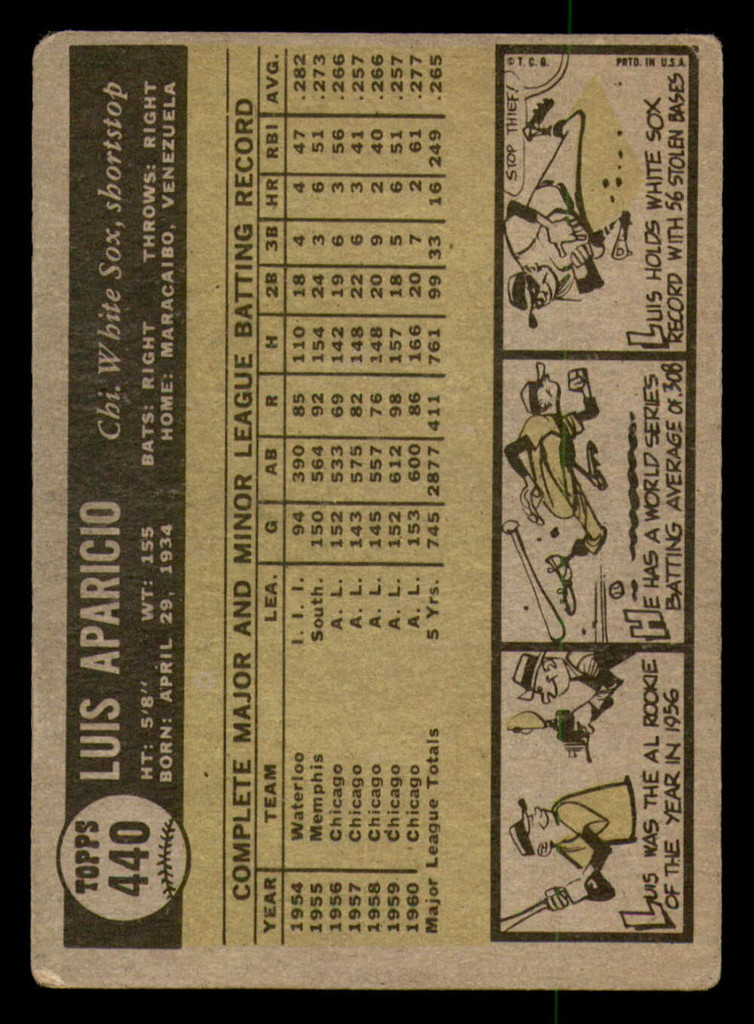 TOPPS
440
LUIS APARICIO Chi. White Sox, shortstop
HT: 5'8" WT: 155 BATS: RIGHT THROWS: RIGHT
BORN: APRIL 29, 1934 HOME: MARACAIBO, VENEZUELA
COMPLETE MAJOR AND MINOR LEAGUE BATTING RECORD
YEAR TEAM LEA. G AB R H 2B 3B HR RBI AVG.
1954 Waterloo I. I. I. 94 390 85 110 18 4 4 47 .282
1955 Memphis South. 150 564 92 154 24 3 6 51 .273
1956 Chicago A. L. 152 533 69 142 19 6 3 56 .266
1957 Chicago A. L. 143 575 82 148 22 6 3 41 .257
1958 Chicago A. L. 145 557 76 148 20 9 2 40 .266
1959 Chicago A. L. 152 612 98 157 18 5 6 51 .257
1960 Chicago A. L. 153 600 86 166 20 7 2 61 .277
Major League Totals 5 Yrs. 745 2877 411 761 99 33 16 249 .265
LUIS WAS THE AL ROOKIE
OF THE YEAR IN 1956
HE HAS A WORLD SERIES
BATTING AVERAGE OF .308
© T. C. G. PRTD. IN U.S.A.
STOP THIEF!
LUIS HOLDS WHITE SOX
RECORD WITH 56 STOLEN BASES